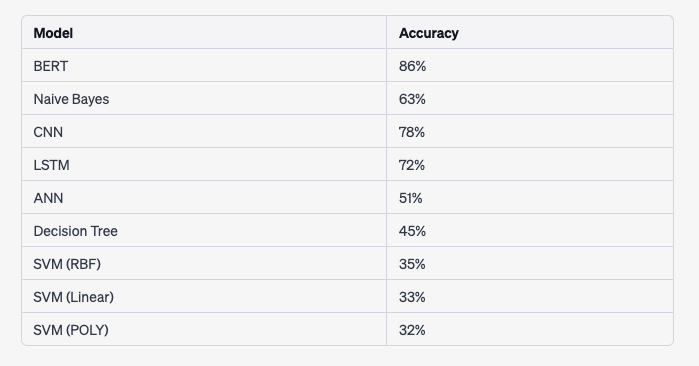 Model Accuracy
BERT 86%
Naive Bayes 63%
CNN 78%
LSTM 72%
ANN 51%
Decision Tree 45%
SVM (RBF) 35%
SVM (Linear) 33%
SVM (POLY) 32%